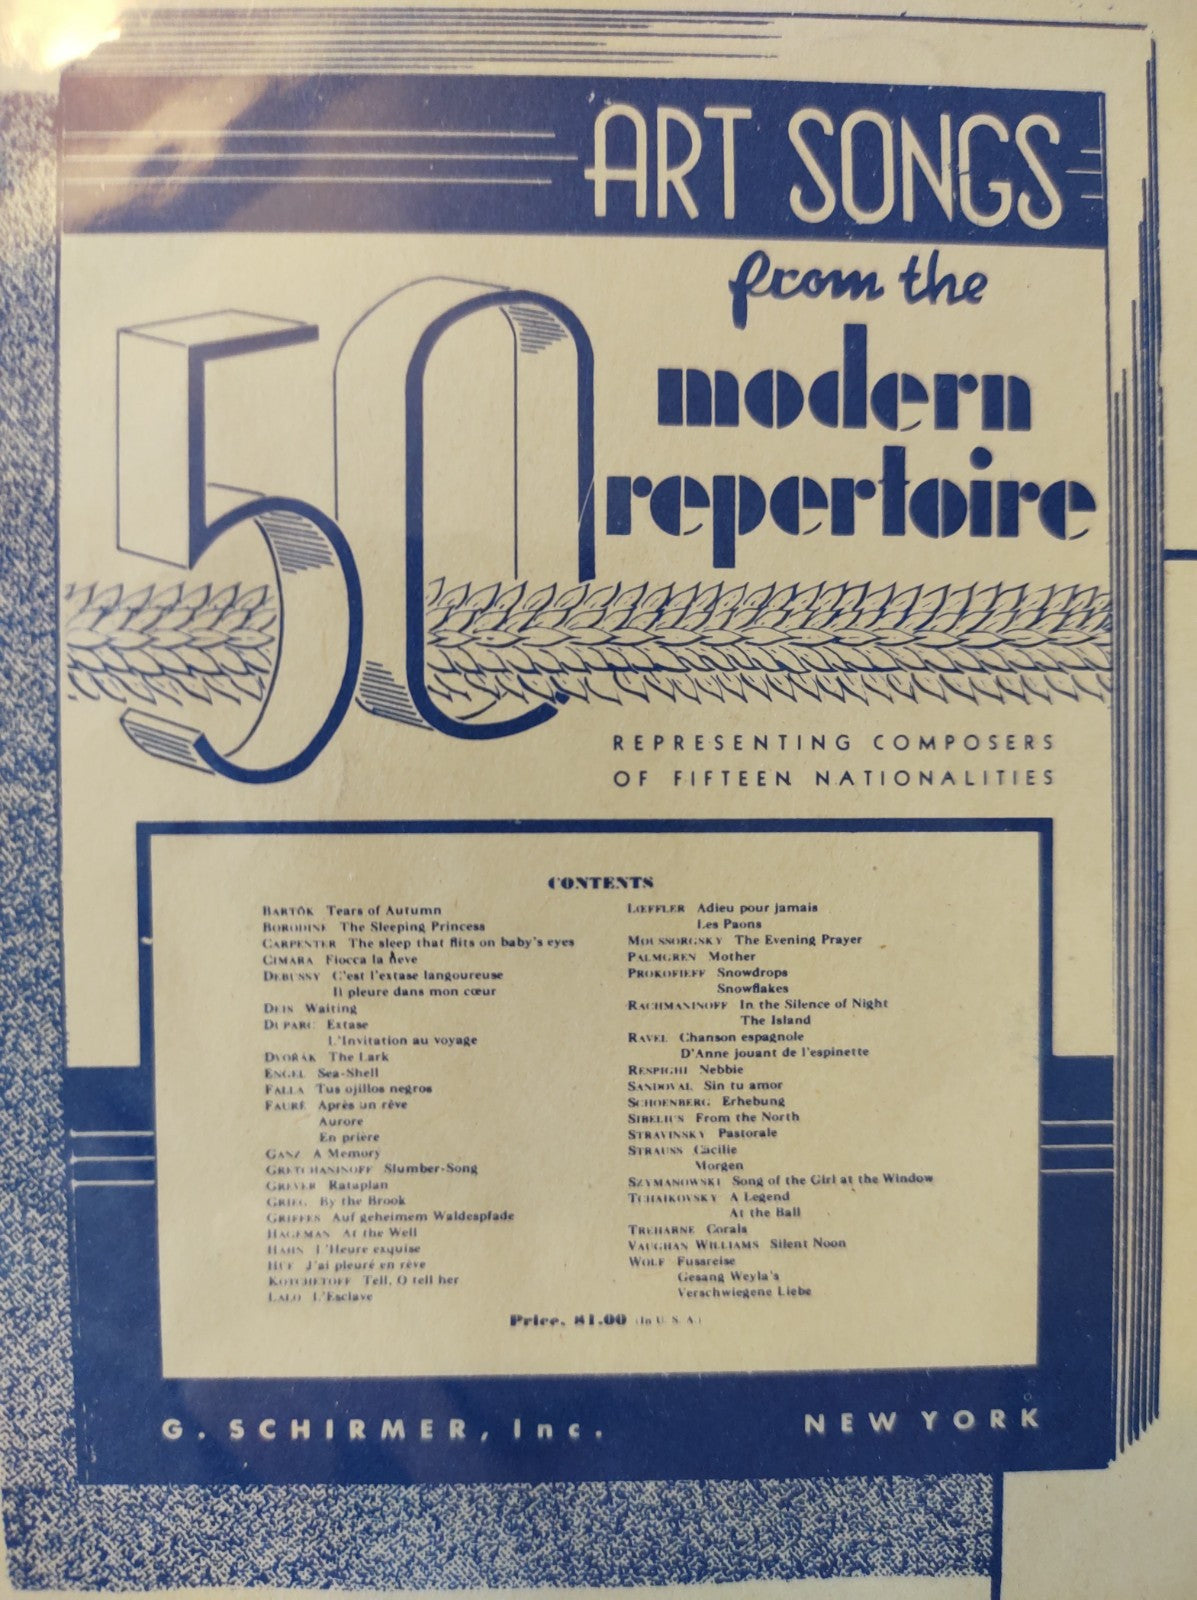 ART SONGS
from the
50 modern
repertoire
REPRESENTING COMPOSERS
OF FIFTEEN NATIONALITIES
CONTENTS
BARTÓK Tears of Autumn
BORODINE The Sleeping Princess
CARPENTER The sleep that flits on baby's eyes
CIMARA Fiocca la neve
DEBUSSY C'est l'extase langoureuse
Il pleure dans mon cœur
DEIS Waiting
DUPARC Extase
L'Invitation au voyage
DVOŘÁK The Lark
ENGEL Sea-Shell
FALLA Tus ojillos negros
FAURÉ Après un rêve
Aurore
En prière
GANZ A Memory
GRETCHANINOFF Slumber-Song
GREVER Rataplan
GRIEG By the Brook
GRIFFES Auf geheimem Waldespfade
HAGEMAN At the Well
HAHN L'Heure exquise
HUE J'ai pleuré en rêve
KOTCHETOFF Tell, O tell her
LALO L'Esclave
LŒFFLER Adieu pour jamais
Les Paons
MOUSSORGSKY The Evening Prayer
PALMGREN Mother
PROKOFIEFF Snowdrops
Snowflakes
RACHMANINOFF In the Silence of Night
The Island
RAVEL Chanson espagnole
D'Anne jouant de l'espinette
RESPIGHI Nebbie
SANDOVAL Sin tu amor
SCHOENBERG Erhebung
SIBELIUS From the North
STRAVINSKY Pastorale
STRAUSS Cäcilie
Morgen
SZYMANOWSKI Song of the Girl at the Window
TCHAIKOVSKY A Legend
At the Ball
TREHARNE Corals
VAUGHAN WILLIAMS Silent Noon
WOLF Fussreise
Gesang Weyla's
Verschwiegene Liebe
Price, $1.00 (In U. S. A.)
G. SCHIRMER, Inc. NEW YORK